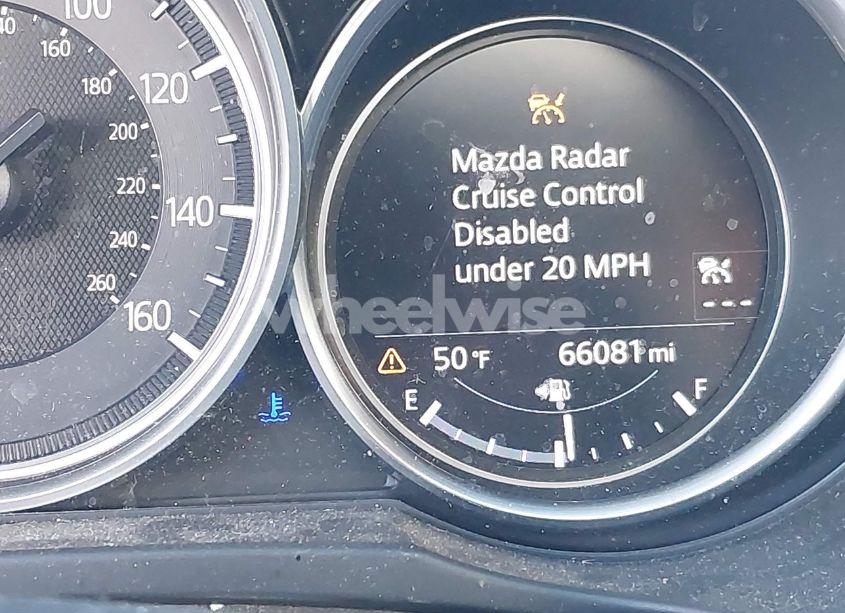 100
120
140
160
140
160
180
200
220
240
260
Mazda Radar
Cruise Control
Disabled
under 20 MPH
---
wheelwise
50°F 66081 mi
E F